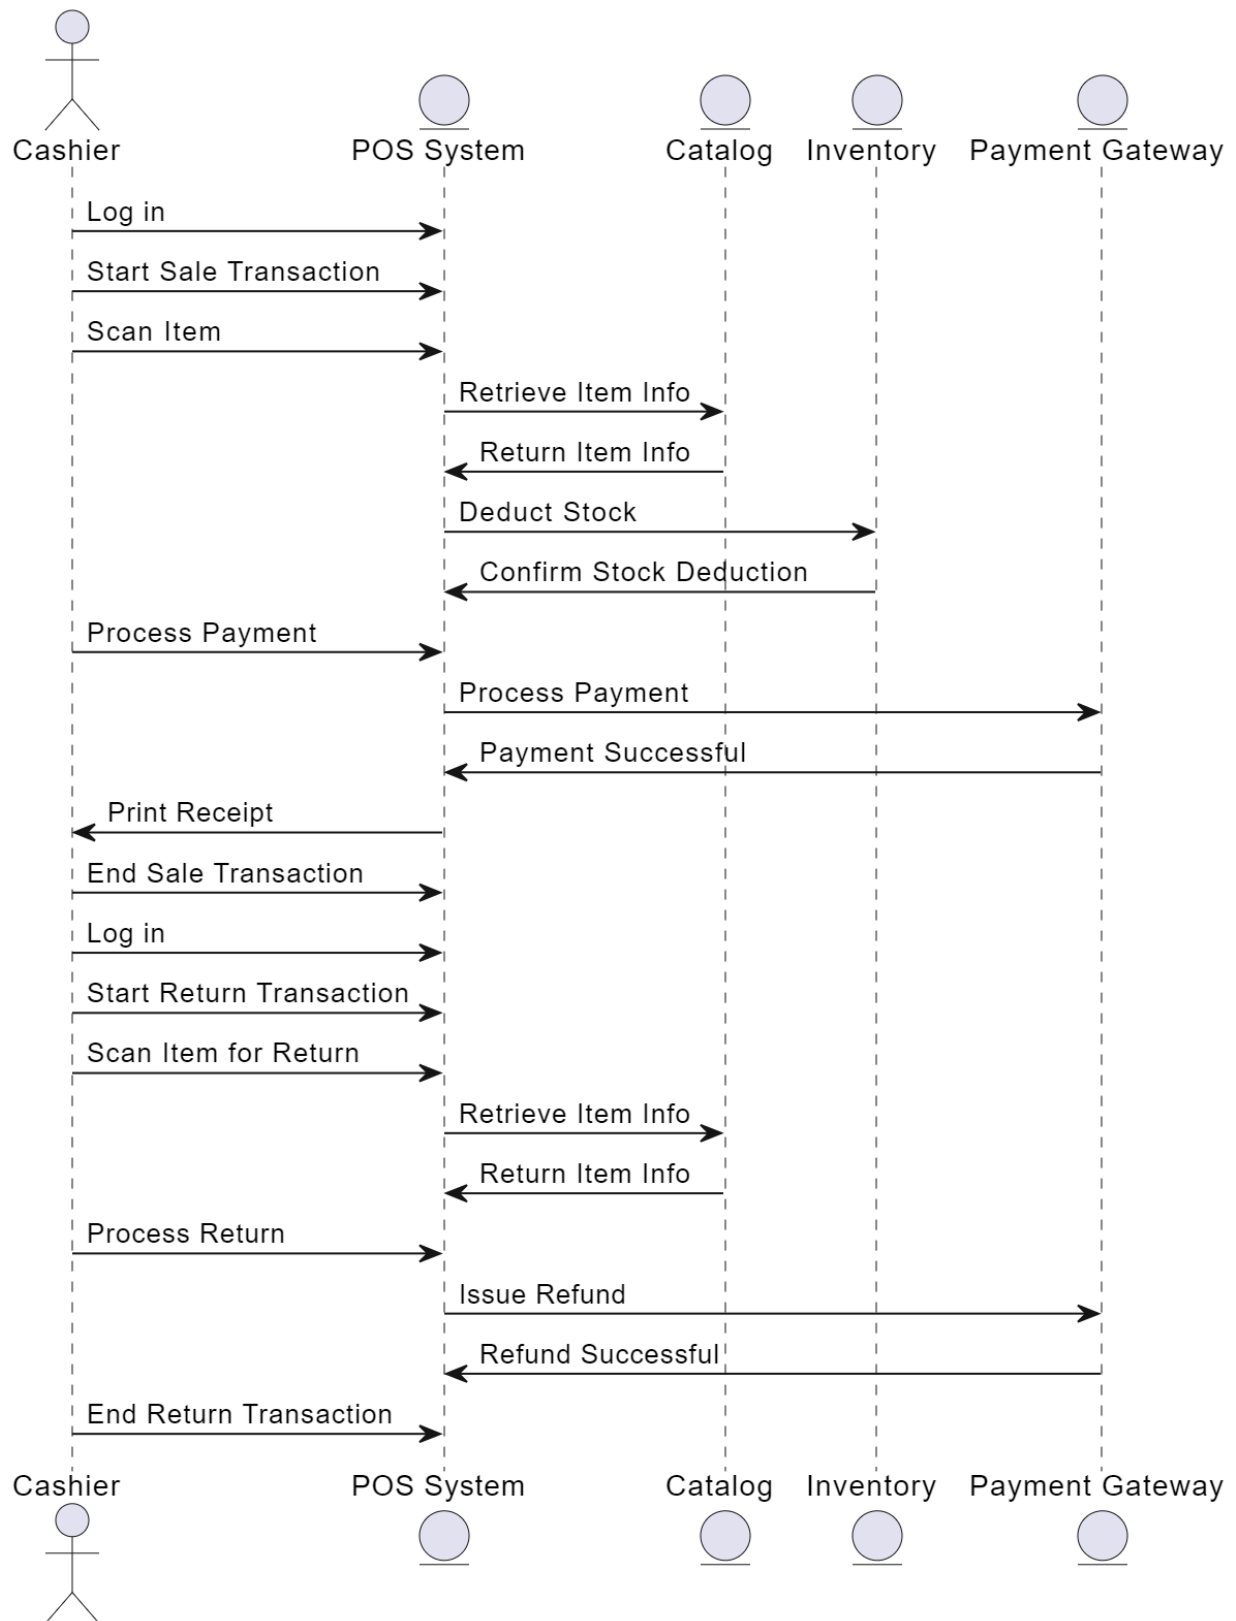 Cashier
POS System
Catalog
Inventory
Payment Gateway
Log in
Start Sale Transaction
Scan Item
Retrieve Item Info
Return Item Info
Deduct Stock
Confirm Stock Deduction
Process Payment
Process Payment
Payment Successful
Print Receipt
End Sale Transaction
Log in
Start Return Transaction
Scan Item for Return
Retrieve Item Info
Return Item Info
Process Return
Issue Refund
Refund Successful
End Return Transaction
Cashier
POS System
Catalog
Inventory
Payment Gateway